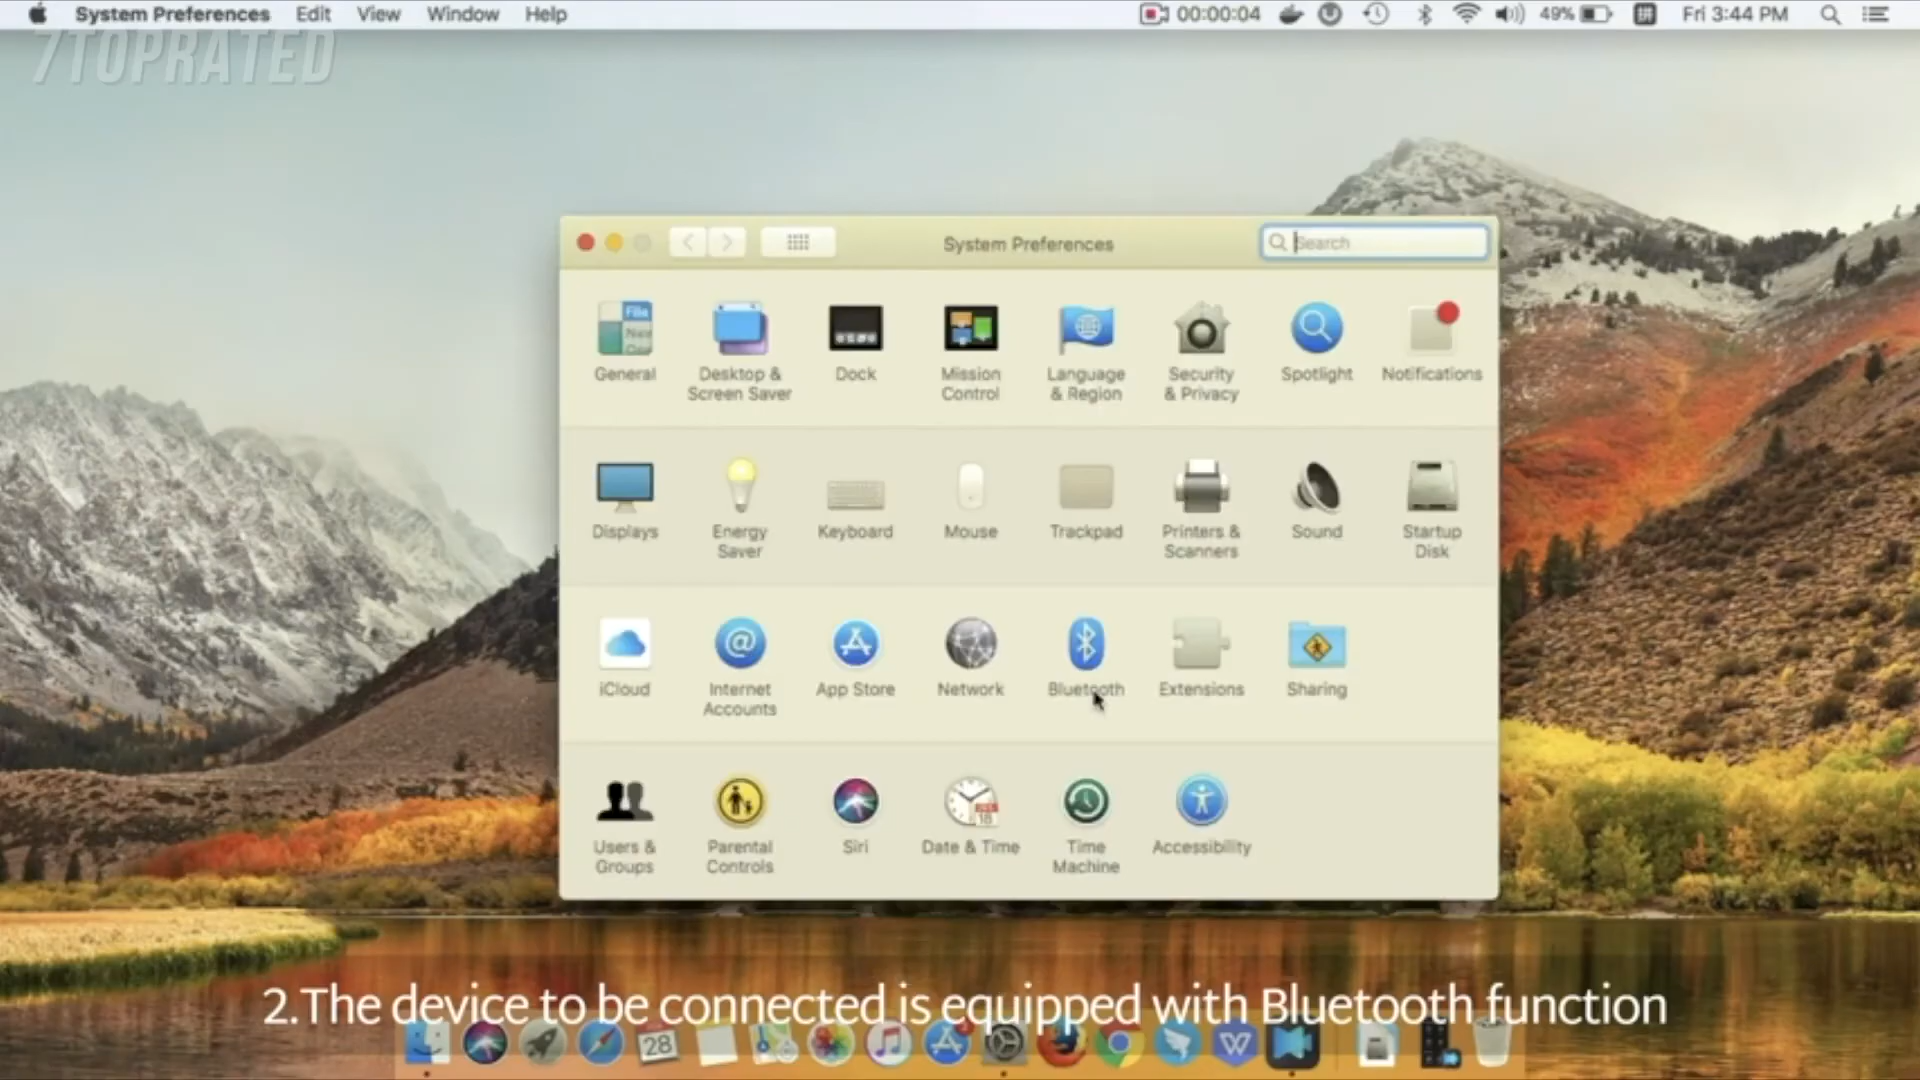 System Preferences Edit View Window Help 00:00:04 49% Fri 3:44 PM
7TOPRATED
System Preferences Search
General Desktop & Screen Saver Dock Mission Control Language & Region Security & Privacy Spotlight Notifications
Displays Energy Saver Keyboard Mouse Trackpad Printers & Scanners Sound Startup Disk
iCloud Internet Accounts App Store Network Bluetooth Extensions Sharing
Users & Groups Parental Controls Siri Date & Time Time Machine Accessibility
2.The device to be connected is equipped with Bluetooth function
28